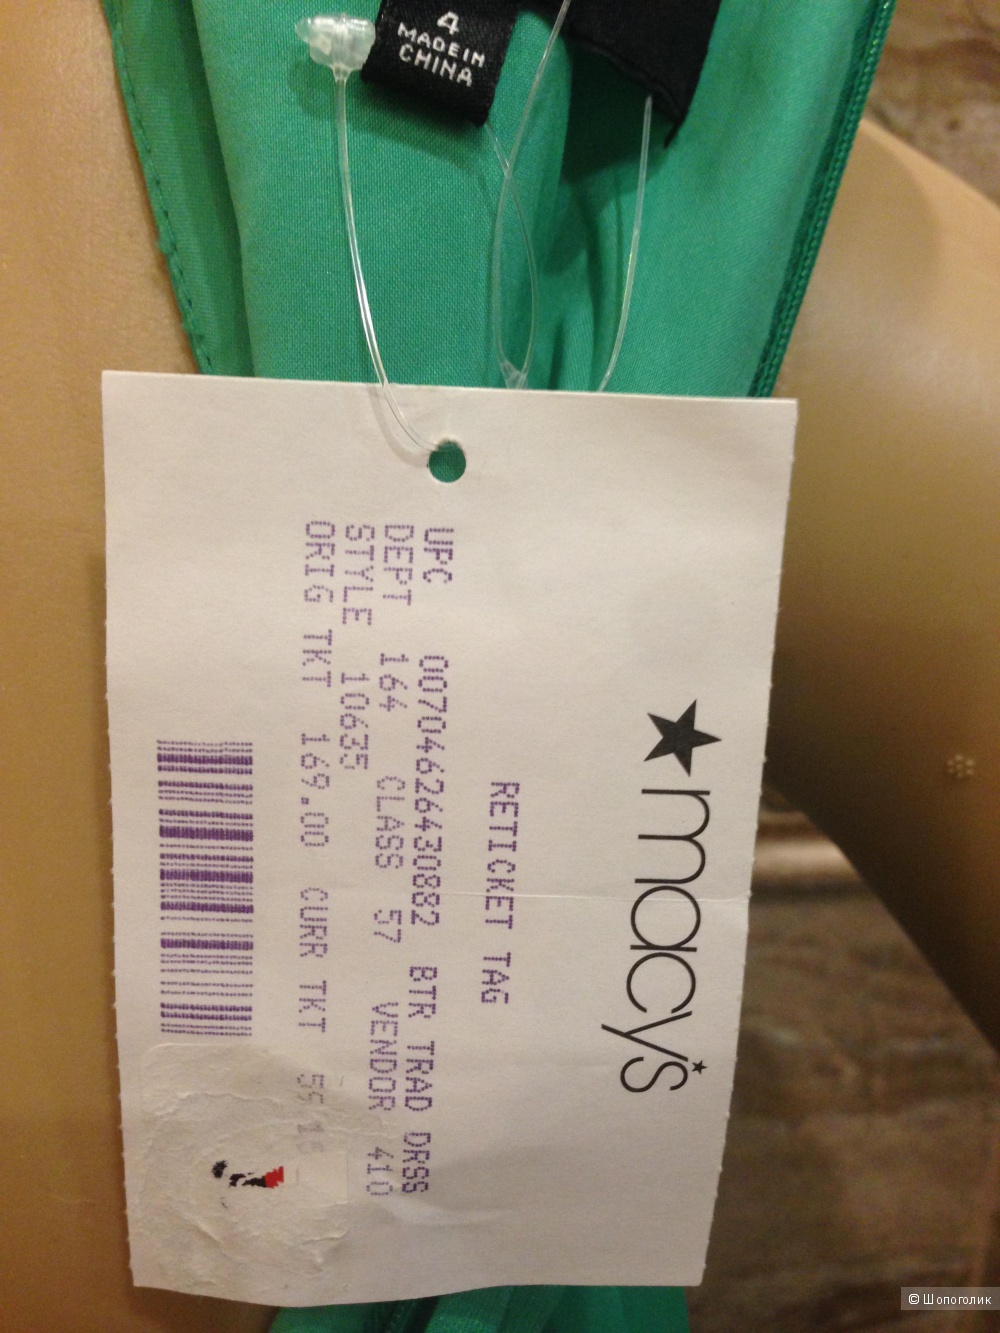 4
MADE IN
CHINA
macy's
RETICKET TAG
UPC 00704626430882 BTR TRAD DRSS
DEPT 164 CLASS 57 VENDOR 410
STYLE 10635
ORIG TKT 169.00 CURR TKT
© Шопоголик